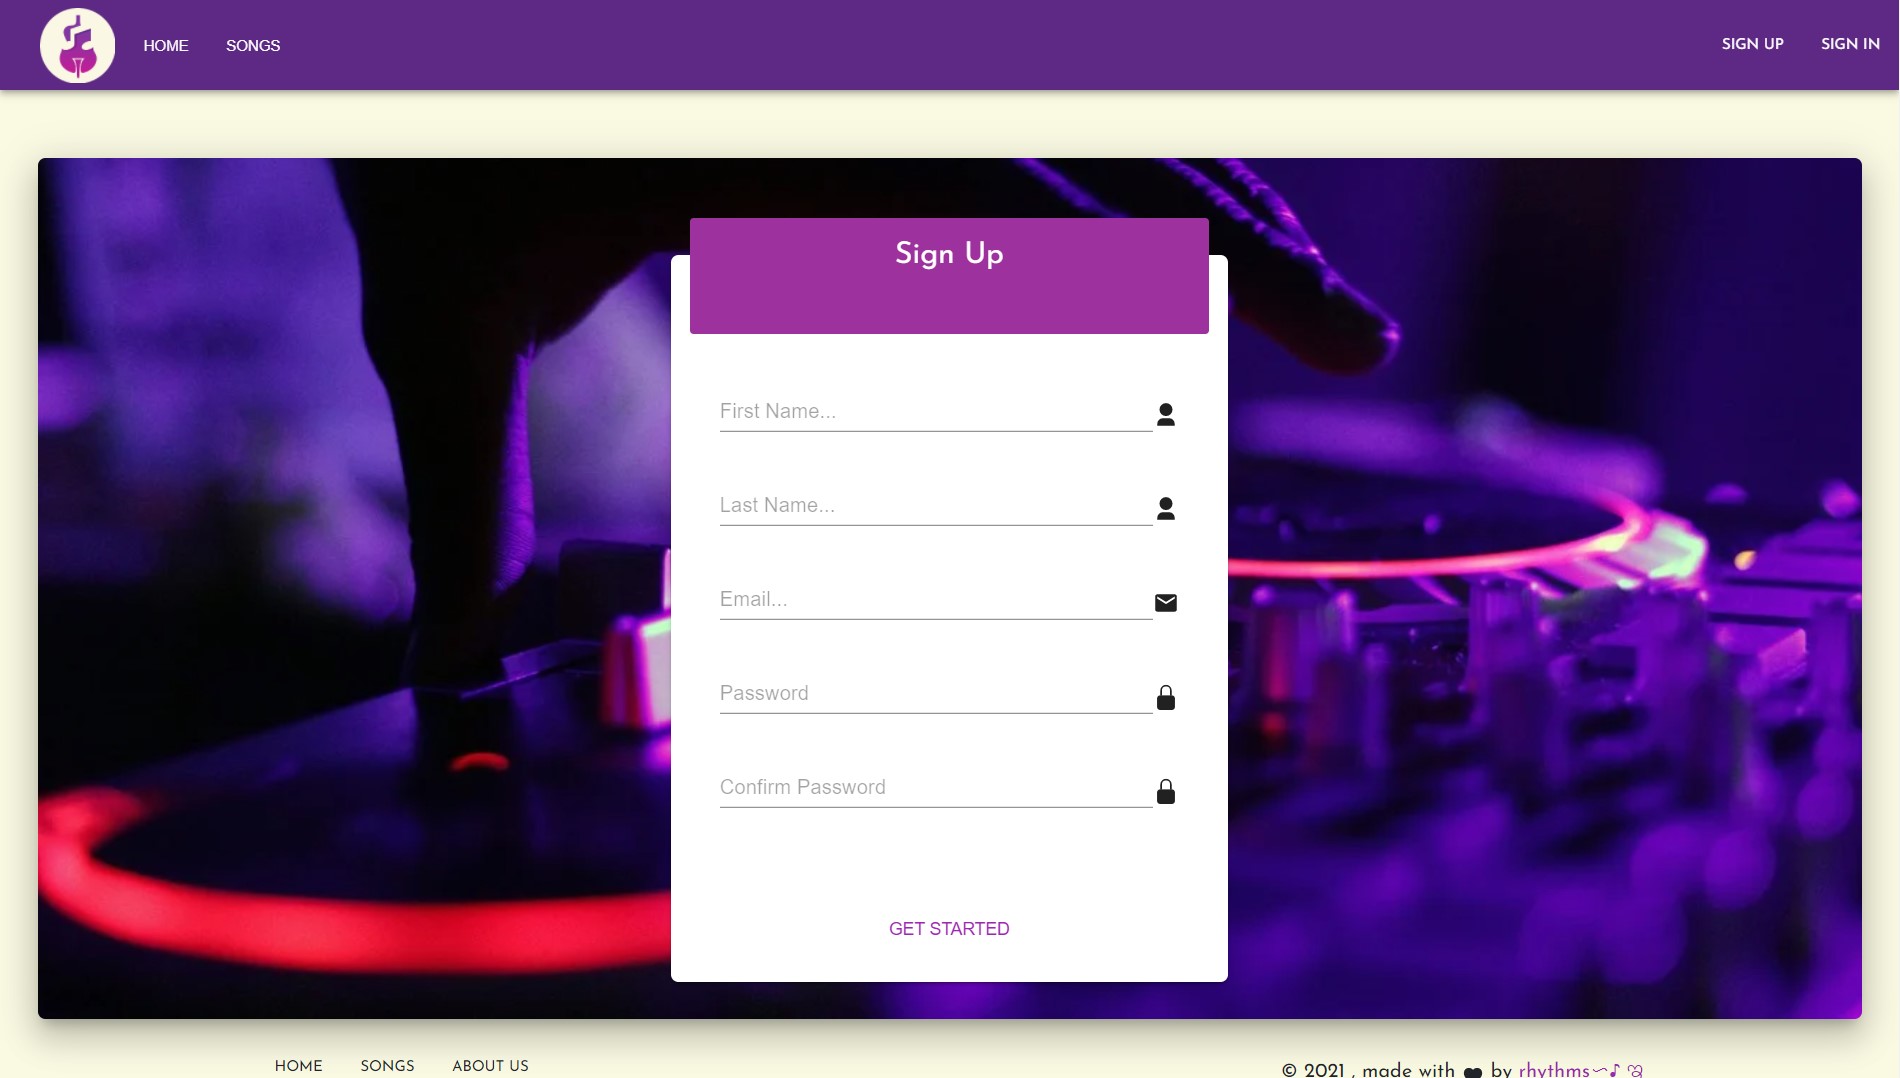 HOME SONGS SIGN UP SIGN IN
Sign Up
First Name...
Last Name...
Email...
Password
Confirm Password
GET STARTED
HOME SONGS ABOUT US © 2021 , made with by rhythms